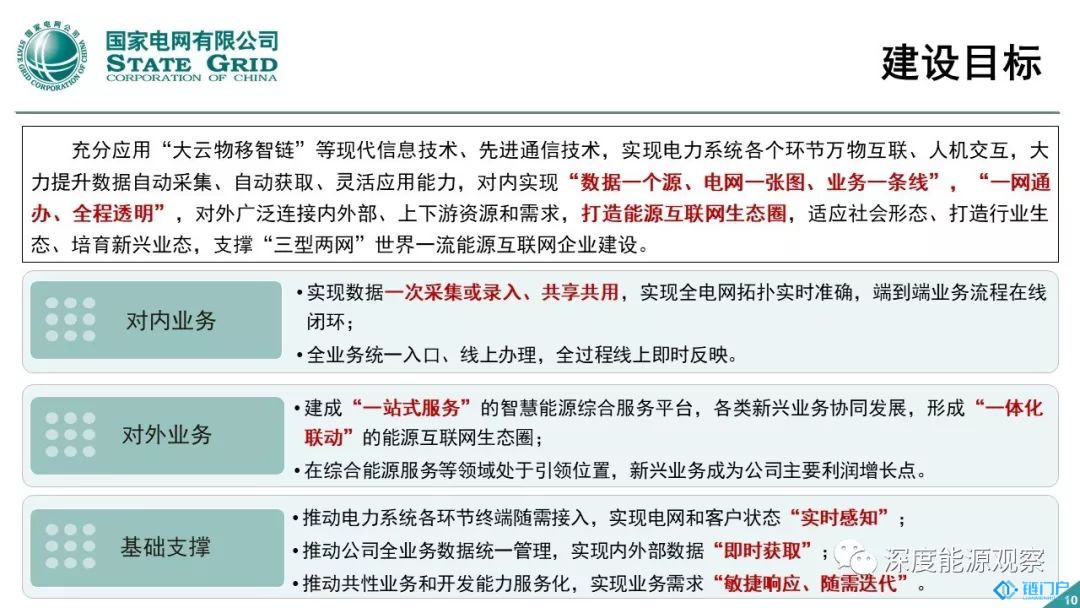 国家电网公司
STATE GRID CORPORATION OF CHINA
国家电网有限公司
STATE GRID
CORPORATION OF CHINA
建设目标
充分应用“大云物移智链”等现代信息技术、先进通信技术，实现电力系统各个环节万物互联、人机交互，大
力提升数据自动采集、自动获取、灵活应用能力，对内实现“数据一个源、电网一张图、业务一条线”，“一网通
办、全程透明”，对外广泛连接内外部、上下游资源和需求，打造能源互联网生态圈，适应社会形态、打造行业生
态、培育新兴业态，支撑“三型两网”世界一流能源互联网企业建设。
对内业务
•实现数据一次采集或录入、共享共用，实现全电网拓扑实时准确，端到端业务流程在线
闭环；
•全业务统一入口、线上办理，全过程线上即时反映。
对外业务
•建成“一站式服务”的智慧能源综合服务平台，各类新兴业务协同发展，形成“一体化
联动”的能源互联网生态圈；
•在综合能源服务等领域处于引领位置，新兴业务成为公司主要利润增长点。
基础支撑
•推动电力系统各环节终端随需接入，实现电网和客户状态“实时感知”；
•推动公司全业务数据统一管理，实现内外部数据“即时获取”；
•推动共性业务和开发能力服务化，实现业务需求“敏捷响应、随需迭代”。
深度能源观察
链门户
10